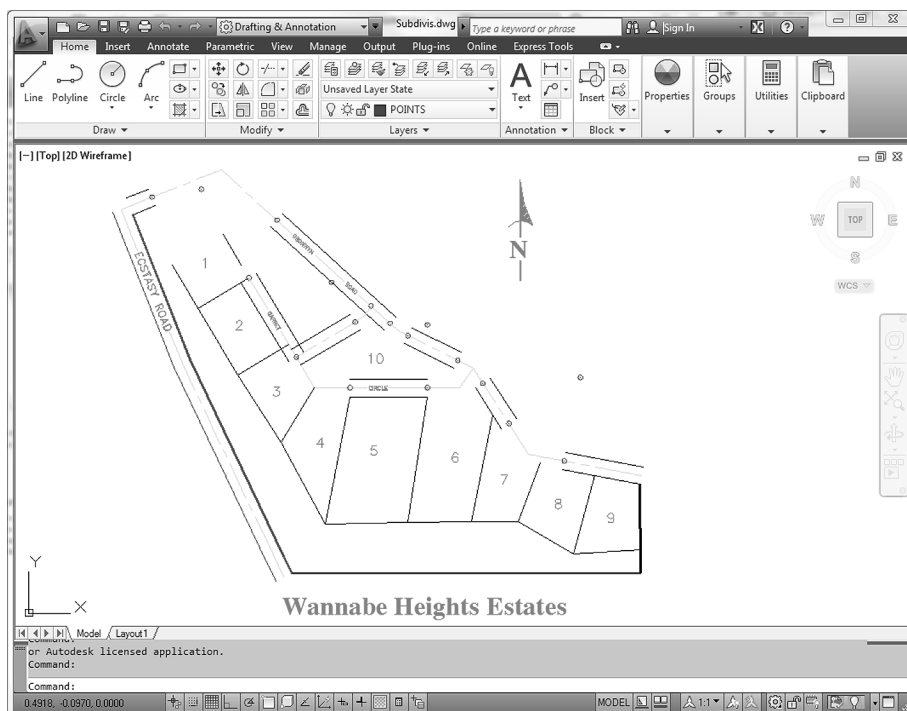 Drafting & Annotation
Subdivis.dwg
Type a keyword or phrase
Sign In
Home Insert Annotate Parametric View Manage Output Plug-ins Online Express Tools
Line Polyline Circle Arc
Unsaved Layer State
POINTS
Text
Insert
Properties
Groups
Utilities
Clipboard
Draw
Modify
Layers
Annotation
Block
[−] [Top] [2D Wireframe]
N
W TOP E
S
WCS
N
ECSTASY ROAD
ROAD
CIRCLE
1
2
3
4
5
6
7
8
9
10
Wannabe Heights Estates
Y
X
Model Layout1
Command:
or Autodesk licensed application.
Command:
Command:
0.4918, -0.0970, 0.0000
MODEL
1:1